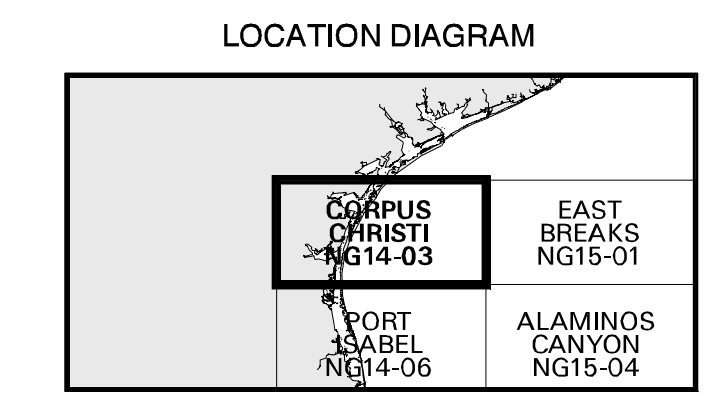 LOCATION DIAGRAM
CORPUS
CHRISTI
NG14-03
EAST
BREAKS
NG15-01
PORT
ISABEL
NG14-06
ALAMINOS
CANYON
NG15-04